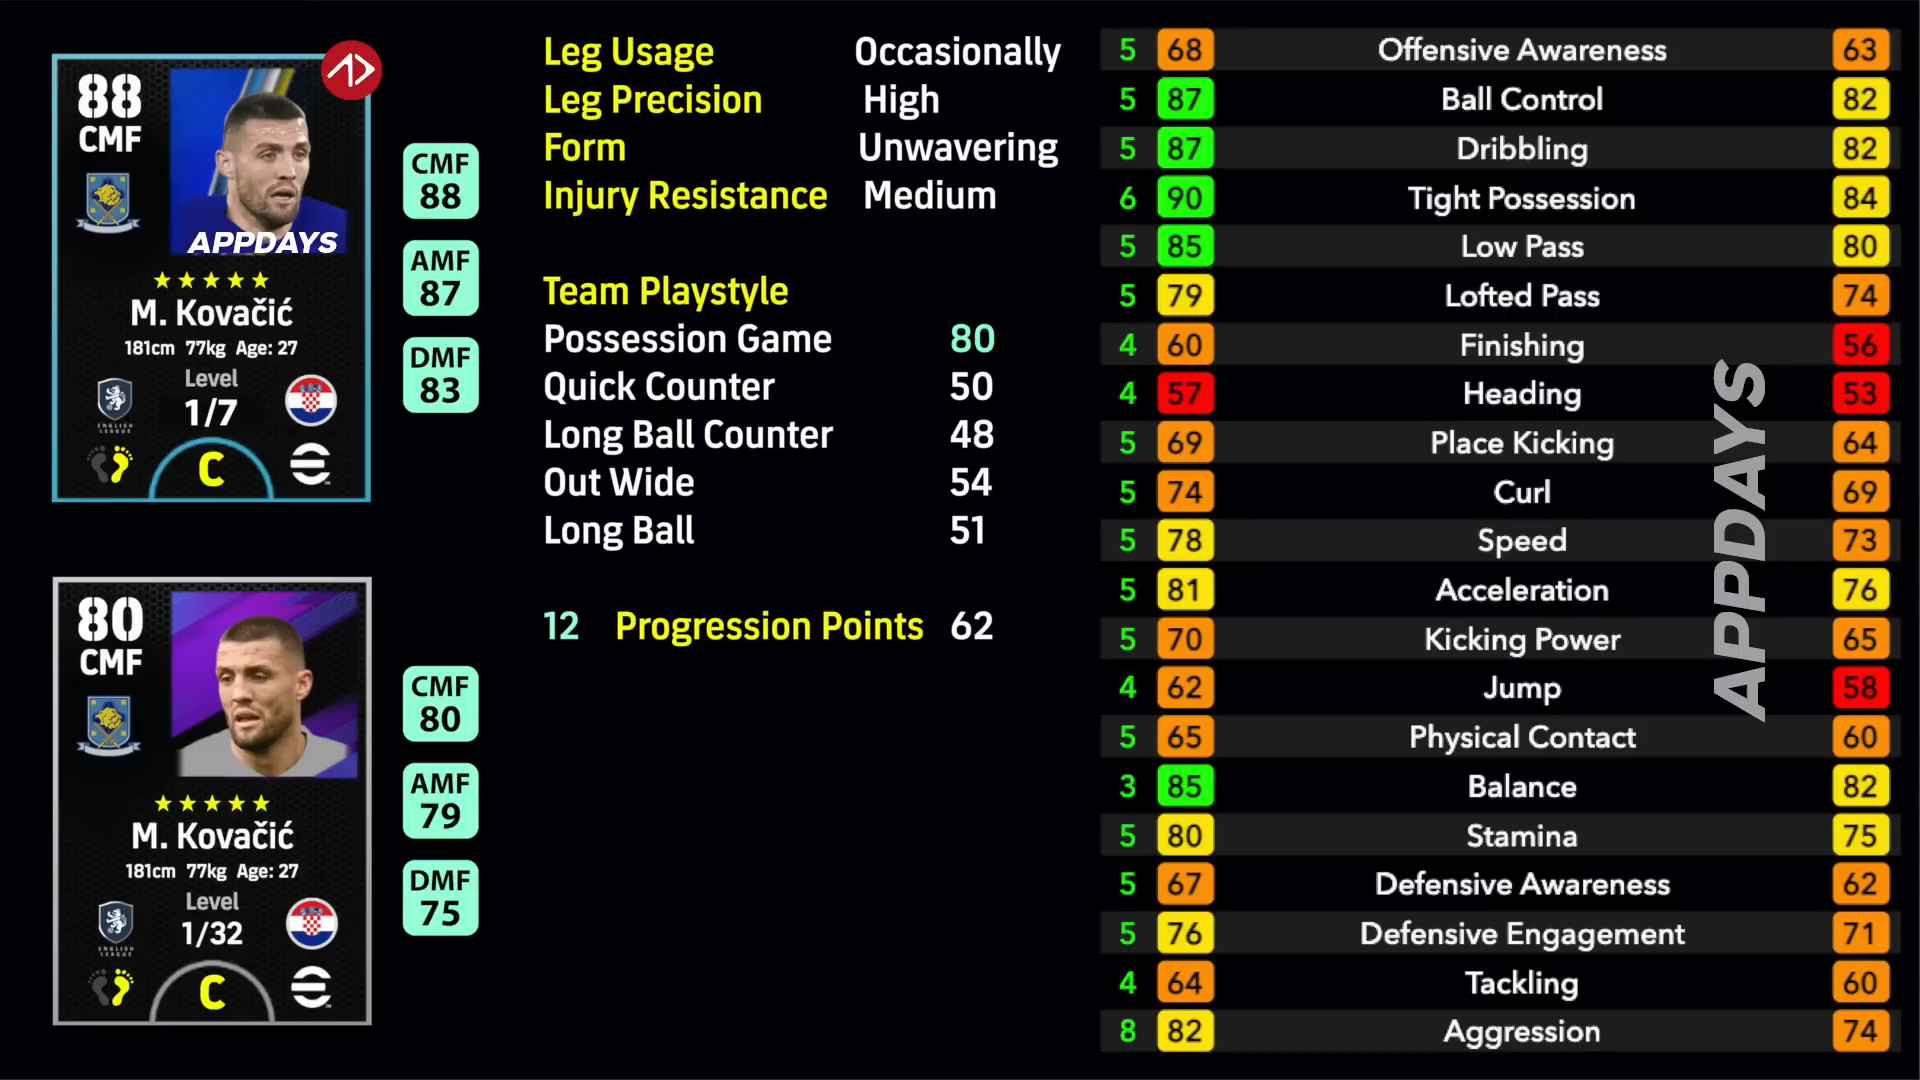 88
CMF
APPDAYS
M. Kovačić
181cm 77kg Age: 27
Level
1/7
ENGLISH
LEAGUE
C
CMF
88
AMF
87
DMF
83
80
CMF
M. Kovačić
181cm 77kg Age: 27
Level
1/32
ENGLISH
LEAGUE
C
CMF
80
AMF
79
DMF
75
Leg Usage Occasionally
Leg Precision High
Form Unwavering
Injury Resistance Medium
Team Playstyle
Possession Game 80
Quick Counter 50
Long Ball Counter 48
Out Wide 54
Long Ball 51
12 Progression Points 62
5 68 Offensive Awareness 63
5 87 Ball Control 82
5 87 Dribbling 82
6 90 Tight Possession 84
5 85 Low Pass 80
5 79 Lofted Pass 74
4 60 Finishing 56
4 57 Heading 53
5 69 Place Kicking 64
5 74 Curl 69
5 78 Speed 73
5 81 Acceleration 76
5 70 Kicking Power 65
4 62 Jump 58
5 65 Physical Contact 60
3 85 Balance 82
5 80 Stamina 75
5 67 Defensive Awareness 62
5 76 Defensive Engagement 71
4 64 Tackling 60
8 82 Aggression 74
APPDAYS